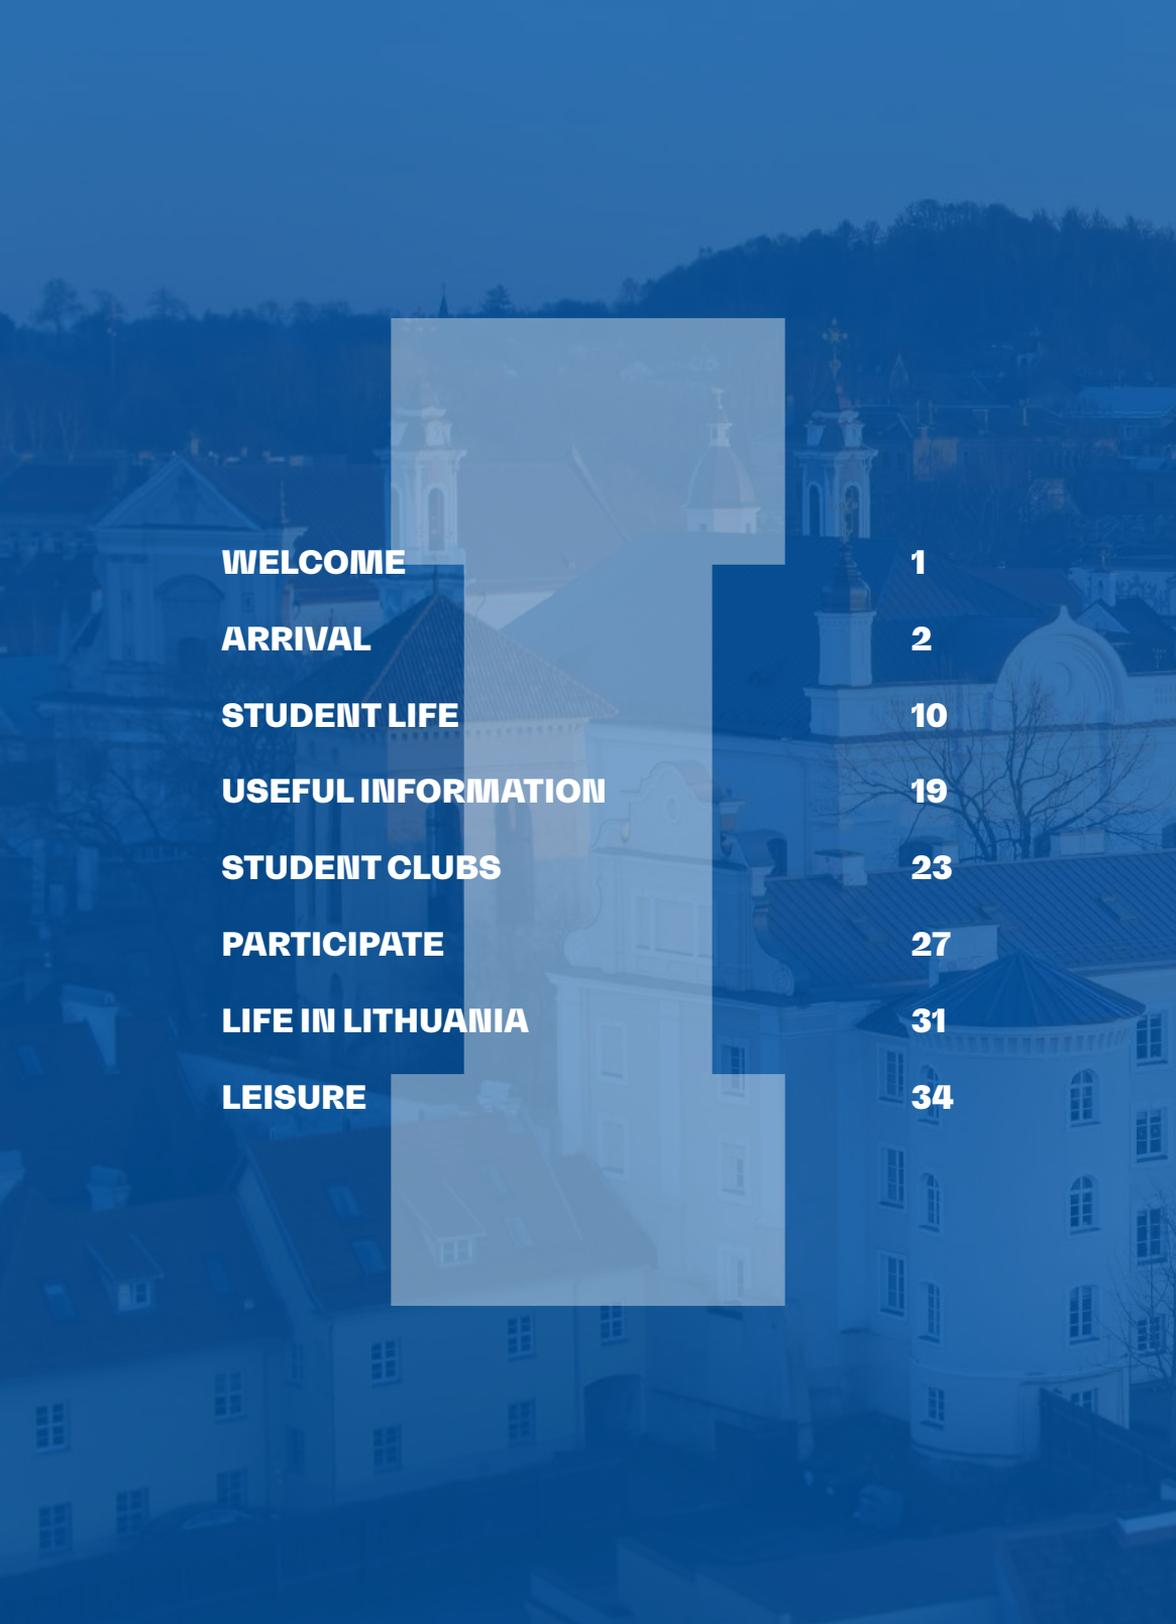 WELCOME 1
ARRIVAL 2
STUDENT LIFE 10
USEFUL INFORMATION 19
STUDENT CLUBS 23
PARTICIPATE 27
LIFE IN LITHUANIA 31
LEISURE 34